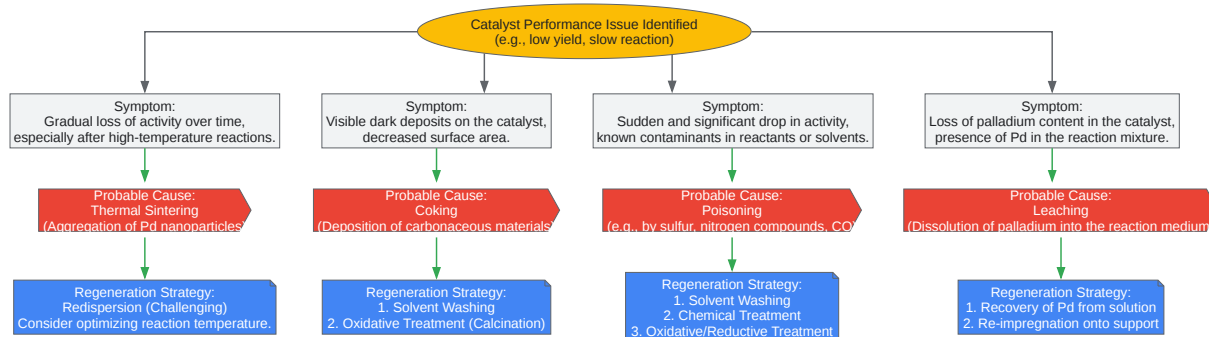 Catalyst Performance Issue Identified
(e.g., low yield, slow reaction)
Symptom:
Gradual loss of activity over time,
especially after high-temperature reactions.
Symptom:
Visible dark deposits on the catalyst,
decreased surface area.
Symptom:
Sudden and significant drop in activity,
known contaminants in reactants or solvents.
Symptom:
Loss of palladium content in the catalyst,
presence of Pd in the reaction mixture.
Probable Cause:
Thermal Sintering
(Aggregation of Pd nanoparticles)
Probable Cause:
Coking
(Deposition of carbonaceous materials)
Probable Cause:
Poisoning
(e.g., by sulfur, nitrogen compounds, CO)
Probable Cause:
Leaching
(Dissolution of palladium into the reaction medium
Regeneration Strategy:
Redispersion (Challenging)
Consider optimizing reaction temperature.
Regeneration Strategy:
1. Solvent Washing
2. Oxidative Treatment (Calcination)
Regeneration Strategy:
1. Solvent Washing
2. Chemical Treatment
3. Oxidative/Reductive Treatment
Regeneration Strategy:
1. Recovery of Pd from solution
2. Re-impregnation onto support